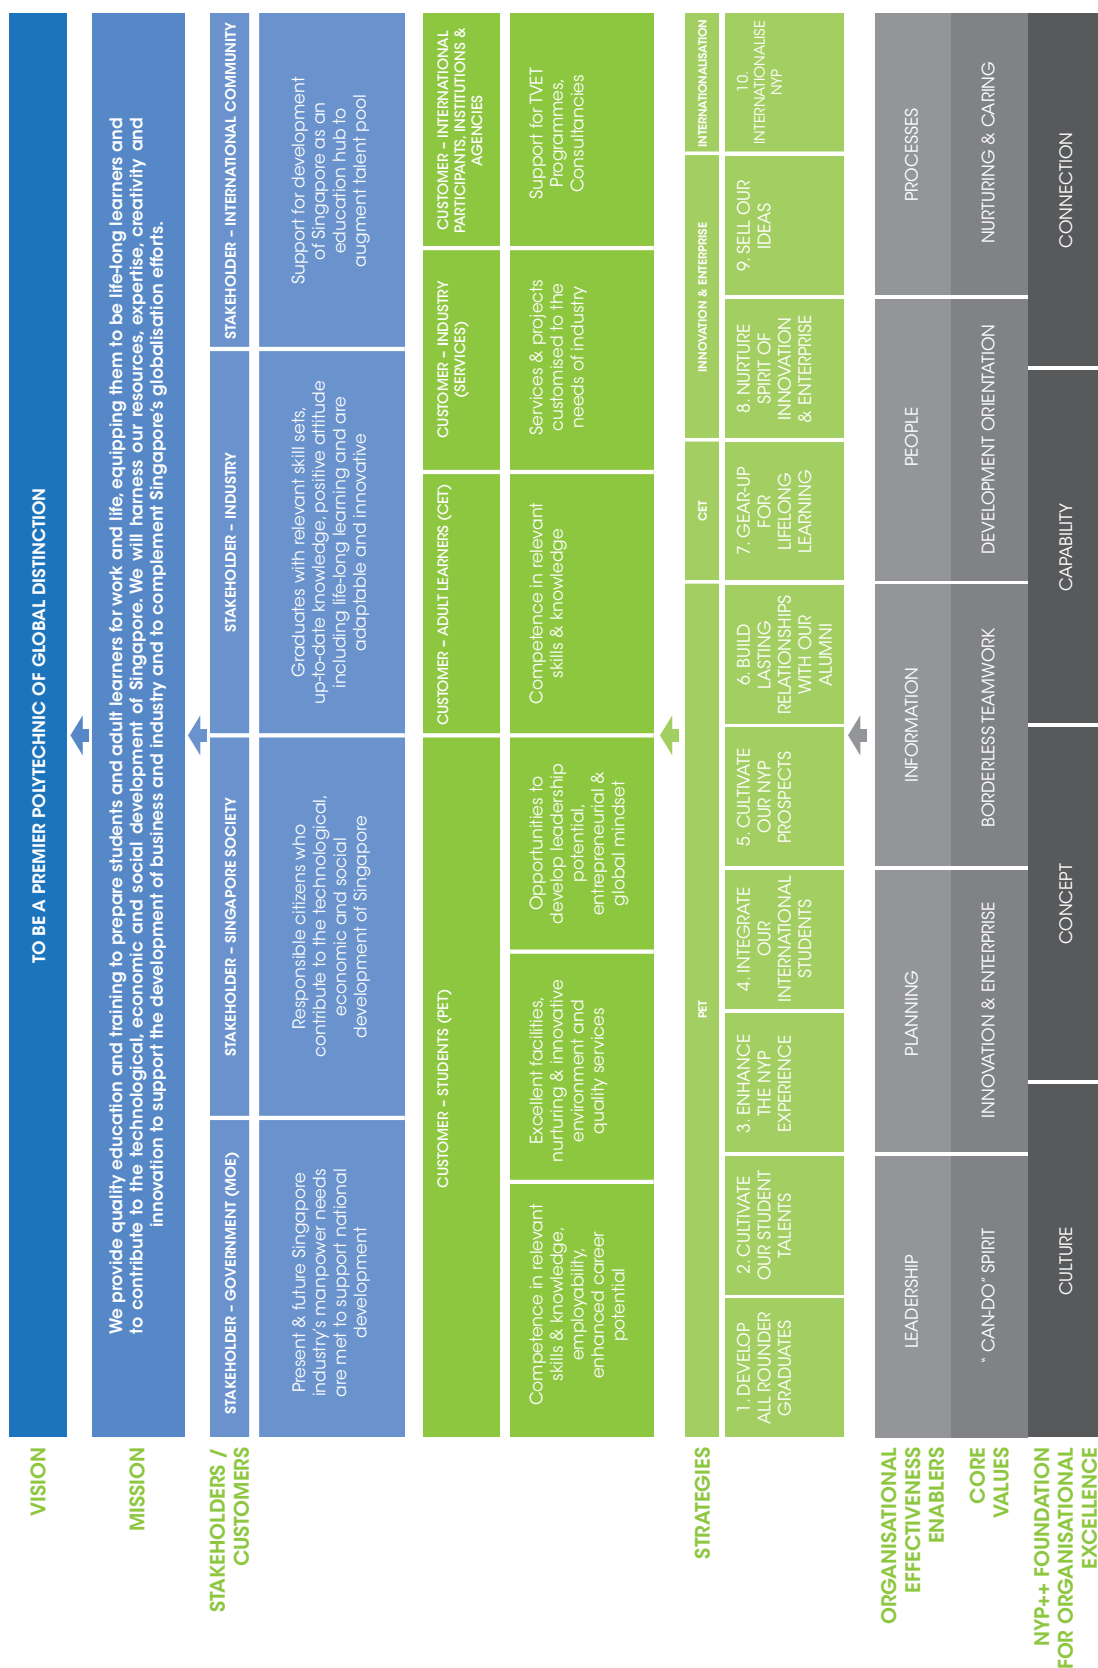 VISION
TO BE A PREMIER POLYTECHNIC OF GLOBAL DISTINCTION
MISSION
We provide quality education and training to prepare students and adult learners for work and life, equipping them to be life-long learners and
to contribute to the technological, economic and social development of Singapore. We will harness our resources, expertise, creativity and
innovation to support the development of business and industry and to complement Singapore's globalisation efforts.
STAKEHOLDERS /
CUSTOMERS
STAKEHOLDER – GOVERNMENT (MOE)
STAKEHOLDER – SINGAPORE SOCIETY
STAKEHOLDER – INDUSTRY
STAKEHOLDER – INTERNATIONAL COMMUNITY
Present & future Singapore
industry's manpower needs
are met to support national
development
Responsible citizens who
contribute to the technological,
economic and social
development of Singapore
Graduates with relevant skill sets,
up-to-date knowledge, positive attitude
including life-long learning and are
adaptable and innovative
Support for development
of Singapore as an
education hub to
augment talent pool
CUSTOMER – STUDENTS (PET)
CUSTOMER – ADULT LEARNERS (CET)
CUSTOMER – INDUSTRY
(SERVICES)
CUSTOMER – INTERNATIONAL
PARTICIPANTS, INSTITUTIONS &
AGENCIES
Competence in relevant
skills & knowledge,
employability,
enhanced career
potential
Excellent facilities,
nurturing & innovative
environment and
quality services
Opportunities to
develop leadership
potential,
entrepreneurial &
global mindset
Competence in relevant
skills & knowledge
Services & projects
customised to the
needs of industry
Support for TVET
Programmes,
Consultancies
STRATEGIES
PET
CET
INNOVATION & ENTERPRISE
INTERNATIONALISATION
1. DEVELOP
ALL ROUNDER
GRADUATES
2. CULTIVATE
OUR STUDENT
TALENTS
3. ENHANCE
THE NYP
EXPERIENCE
4. INTEGRATE
OUR
INTERNATIONAL
STUDENTS
5. CULTIVATE
OUR NYP
PROSPECTS
6. BUILD
LASTING
RELATIONSHIPS
WITH OUR
ALUMNI
7. GEAR-UP
FOR
LIFELONG
LEARNING
8. NURTURE
SPIRIT OF
INNOVATION
& ENTERPRISE
9. SELL OUR
IDEAS
10.
INTERNATIONALISE
NYP
ORGANISATIONAL
EFFECTIVENESS
ENABLERS
LEADERSHIP
PLANNING
INFORMATION
PEOPLE
PROCESSES
CORE
VALUES
" CAN-DO" SPIRIT
INNOVATION & ENTERPRISE
BORDERLESS TEAMWORK
DEVELOPMENT ORIENTATION
NURTURING & CARING
NYP++ FOUNDATION
FOR ORGANISATIONAL
EXCELLENCE
CULTURE
CONCEPT
CAPABILITY
CONNECTION